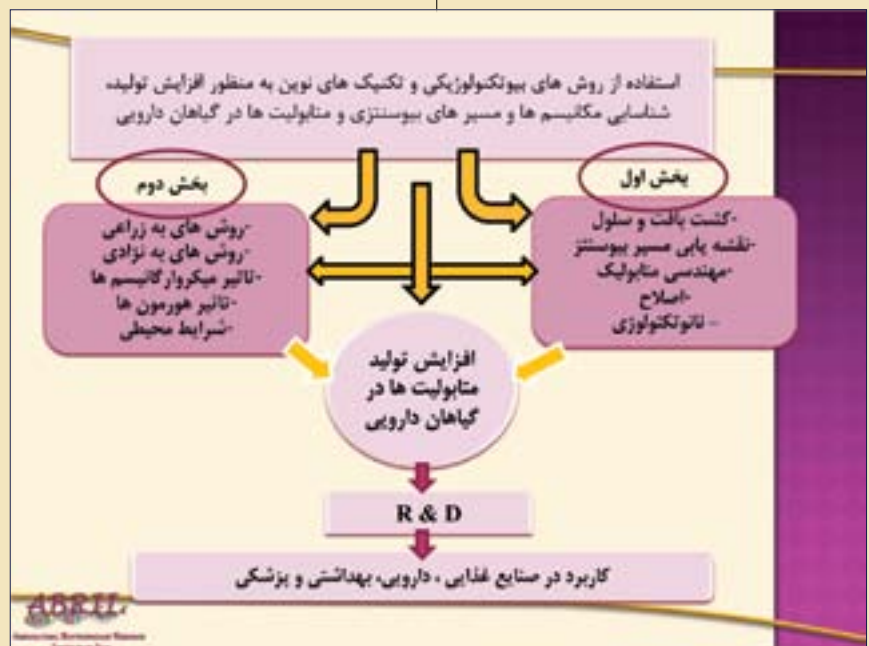 استفاده از روش های بیوتکنولوژیکی و تکنیک های نوین به منظور افزایش تولید،
شناسایی مکانیسم ها و مسیر های بیوسنتزی و متابولیت ها در گیاهان دارویی
بخش اول
-کشت بافت و سلول
-نقشه یابی مسیر بیوسنتز
-مهندسی متابولیک
-اصلاح
– نانوتکنولوژی
بخش دوم
-روش های به زراعی
-روش های به نژادی
-تاثیر میکروارگانیسم ها
-تاثیر هورمون ها
-شرایط محیطی
افزایش تولید
متابولیت ها در
گیاهان دارویی
R & D
کاربرد در صنایع غذایی ، دارویی، بهداشتی و پزشکی
ABRII